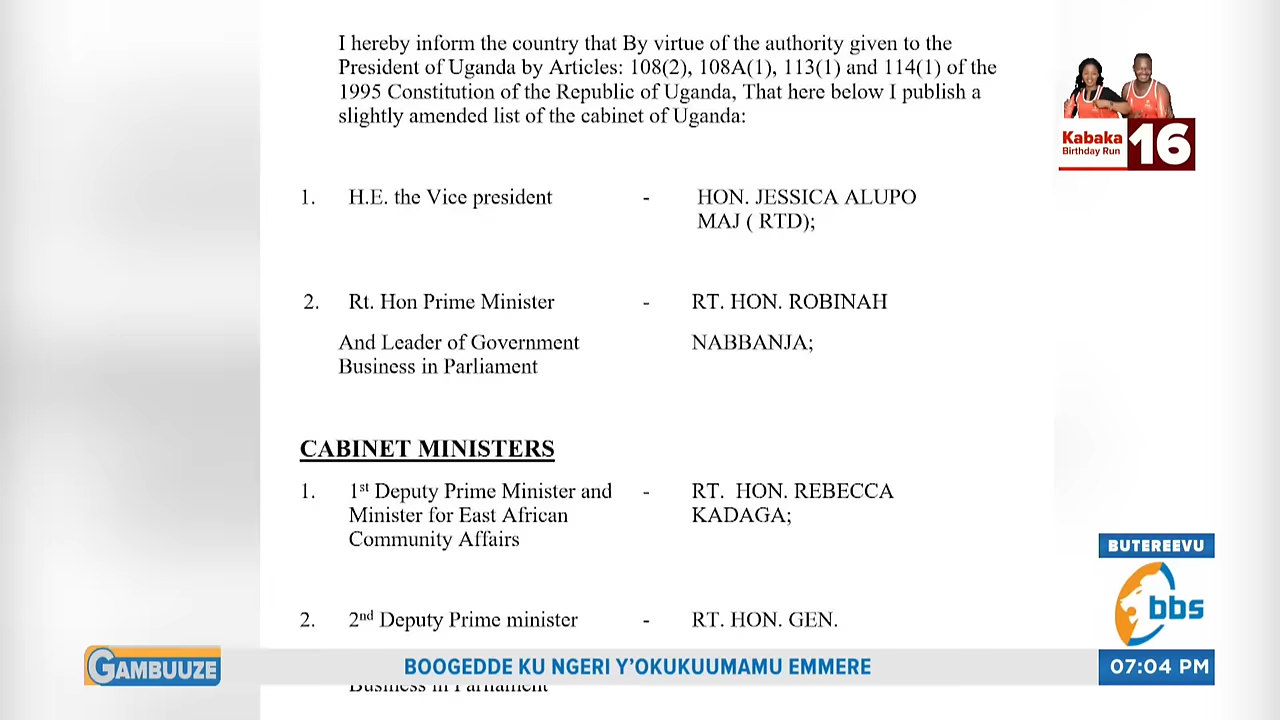 I hereby inform the country that By virtue of the authority given to the
President of Uganda by Articles: 108(2), 108A(1), 113(1) and 114(1) of the
1995 Constitution of the Republic of Uganda, That here below I publish a
slightly amended list of the cabinet of Uganda:
Kabaka
Birthday Run
16
1. H.E. the Vice president - HON. JESSICA ALUPO
MAJ ( RTD);
2. Rt. Hon Prime Minister - RT. HON. ROBINAH
And Leader of Government NABBANJA;
Business in Parliament
CABINET MINISTERS
1. 1st Deputy Prime Minister and - RT. HON. REBECCA
Minister for East African KADAGA;
Community Affairs
2. 2nd Deputy Prime minister - RT. HON. GEN.
Business in Parliament
BUTEREEVU
bbs
07:04 PM
GAMBUUZE
BOOGEDDE KU NGERI Y'OKUKUUMAMU EMMERE